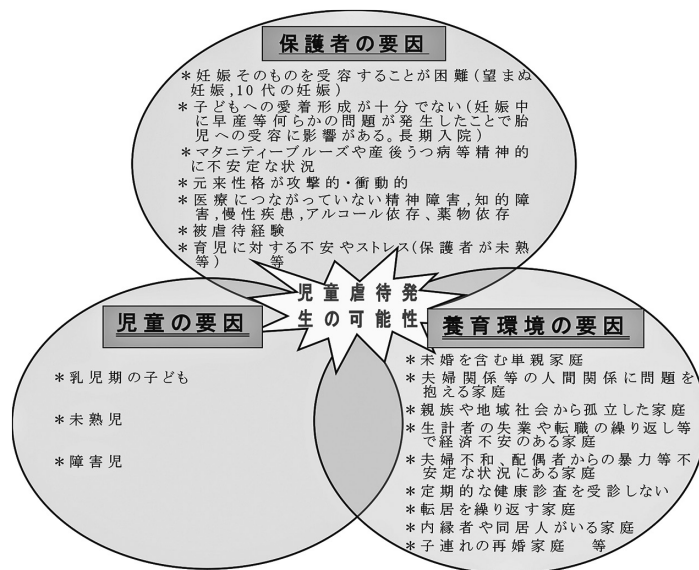 保護者の要因
＊妊娠そのものを受容することが困難（望まぬ
妊娠,10代の妊娠）
＊子どもへの愛着形成が十分でない（妊娠中
に早産等何らかの問題が発生したことで胎
児への受容に影響がある。長期入院）
＊マタニティーブルーズや産後うつ病等精神的
に不安定な状況
＊元来性格が攻撃的・衝動的
＊医療につながっていない精神障害,知的障
害,慢性疾患,アルコール依存、薬物依存
＊被虐待経験
＊育児に対する不安やストレス（保護者が未熟
等）　　等
児童虐待発
生の可能性
児童の要因
＊乳児期の子ども
＊未熟児
＊障害児
養育環境の要因
＊未婚を含む単親家庭
＊夫婦関係等の人間関係に問題を
抱える家庭
＊親族や地域社会から孤立した家庭
＊生計者の失業や転職の繰り返し等
で経済不安のある家庭
＊夫婦不和、配偶者からの暴力等不
安定な状況にある家庭
＊定期的な健康診査を受診しない
＊転居を繰り返す家庭
＊内縁者や同居人がいる家庭
＊子連れの再婚家庭　等